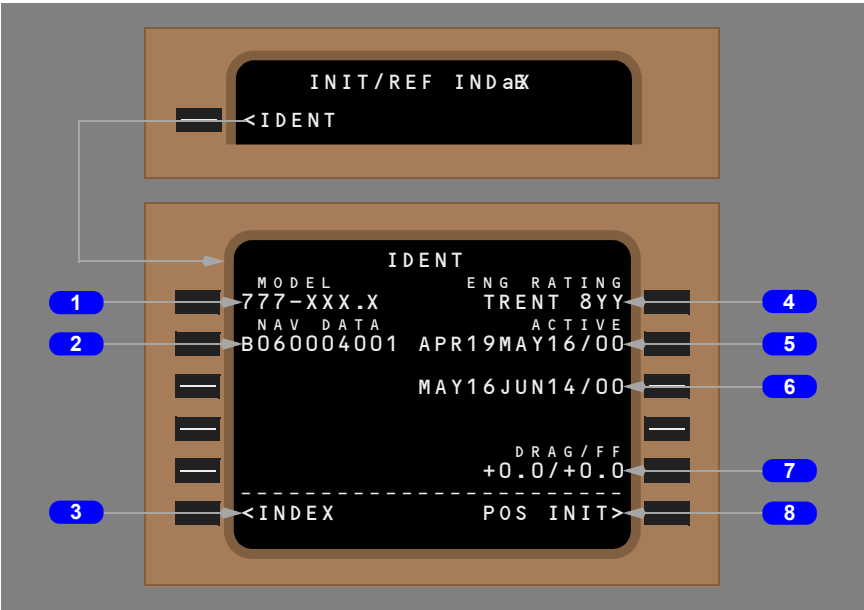 INIT/REF INDaBX
<IDENT
IDENT
MODEL ENG RATING
1 777-XXX.X TRENT 8YY 4
NAV DATA ACTIVE
2 B060004001 APR19MAY16/00 5
MAY16JUN14/00 6
DRAG/FF
+0.0/+0.0 7
3 <INDEX POS INIT> 8